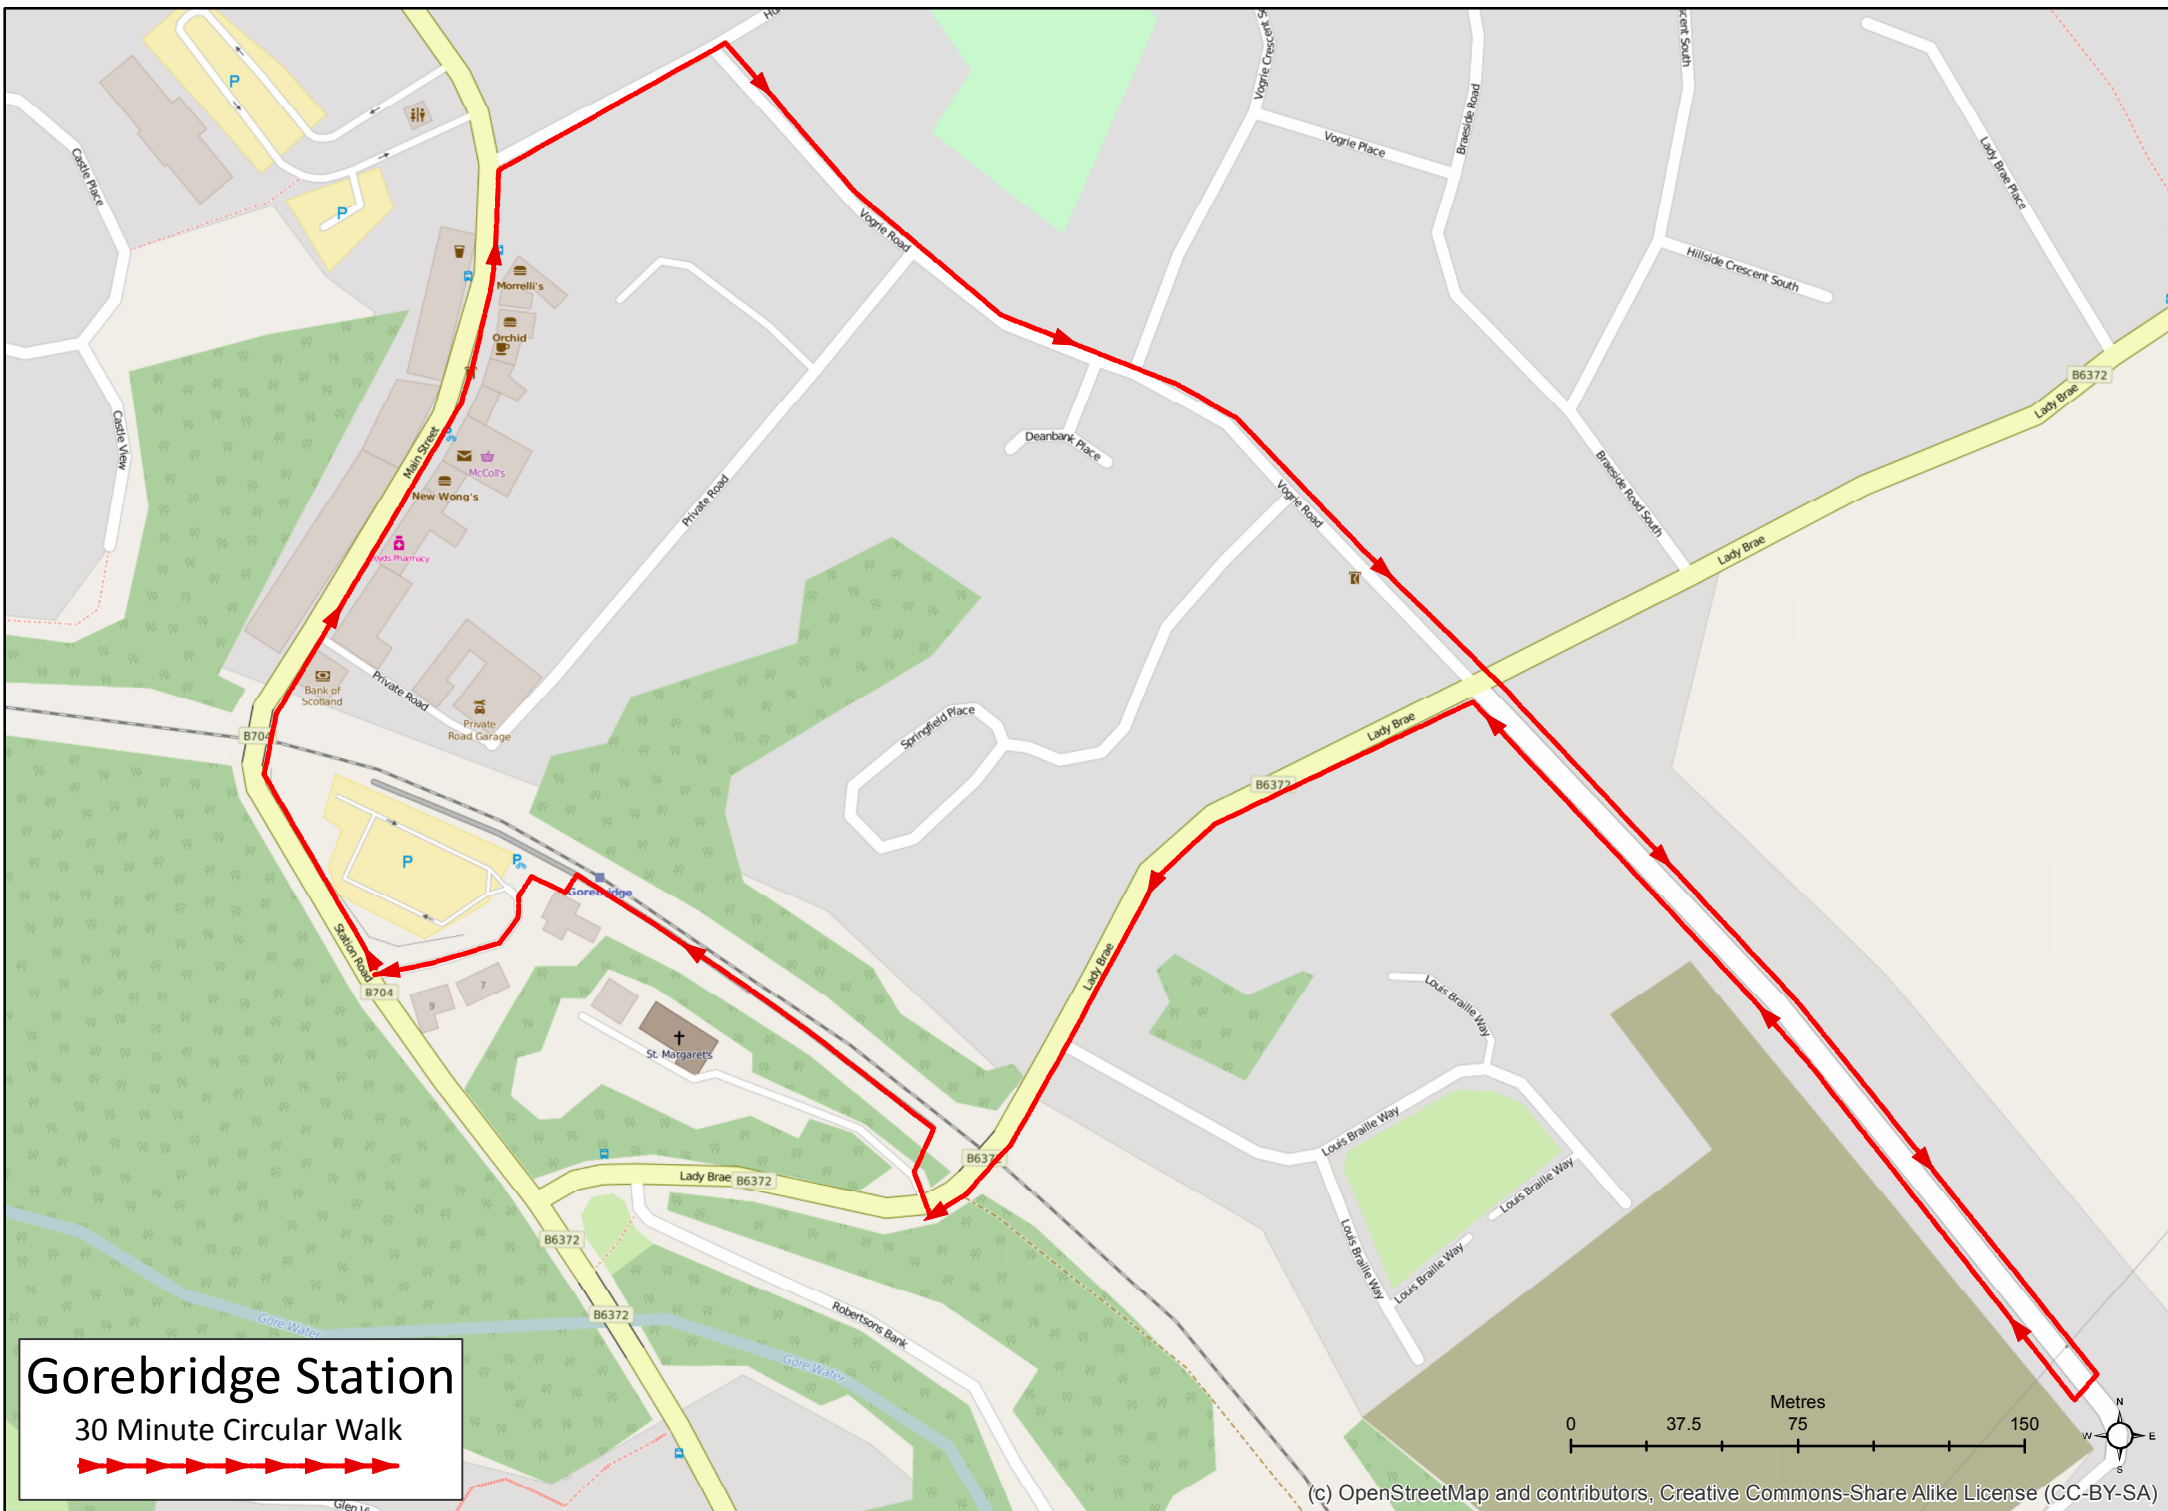 P
P
Castle Place
Castle View
Morrelli's
Orchid
Main Street
McColl's
New Wong's
Private Road
Bank of
Scotland
Private Road
Private
Road Garage
B704
P
P
Gorebridge
Station Road
B704
9
7
St. Margaret's
Vogrie Road
Vogrie Place
Braeside Road
Lady Brae Place
Hillside Crescent South
B6372
Lady Brae
Deanbank Place
Vogrie Road
Braeside Road South
Lady Brae
Springfield Place
Lady Brae
B6372
Lady Brae
Louis Braille Way
Louis Braille Way
Louis Braille Way
Louis Braille Way
Louis Braille Way
B6372
Lady Brae
B6372
B6372
B6372
Robertsons Bank
Gore Water
Gore Water
Gorebridge Station
30 Minute Circular Walk
Metres
0 37.5 75 150
N
W E
S
(c) OpenStreetMap and contributors, Creative Commons-Share Alike License (CC-BY-SA)